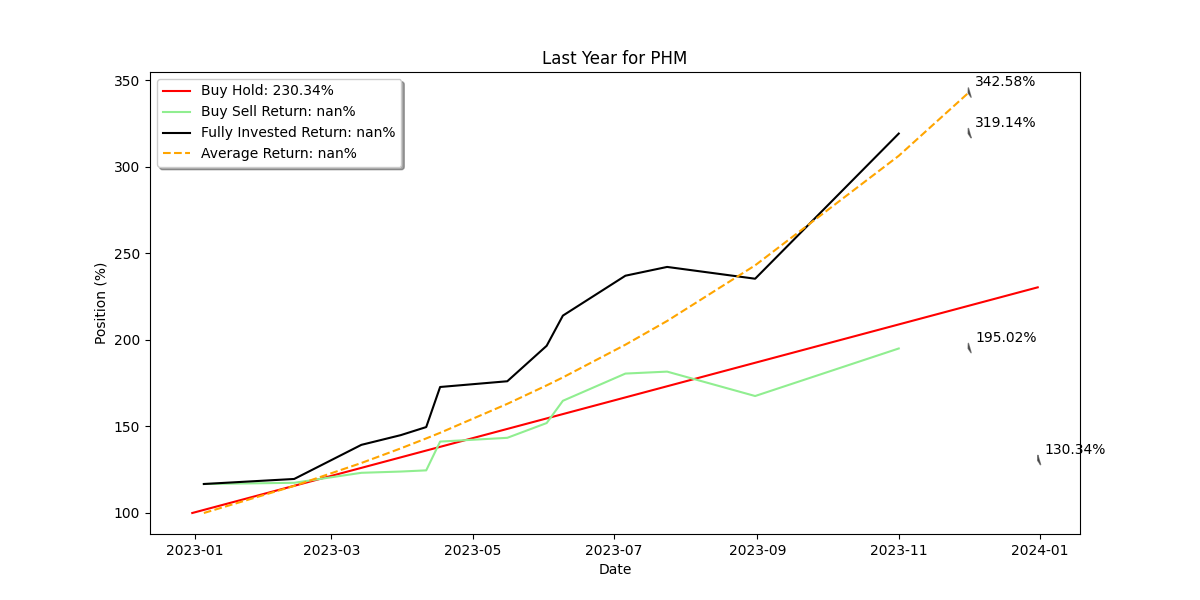 Last Year for PHM
Buy Hold: 230.34%
Buy Sell Return: nan%
Fully Invested Return: nan%
Average Return: nan%
342.58%
319.14%
195.02%
130.34%
350
300
250
200
150
100
Position (%)
2023-01 2023-03 2023-05 2023-07 2023-09 2023-11 2024-01
Date